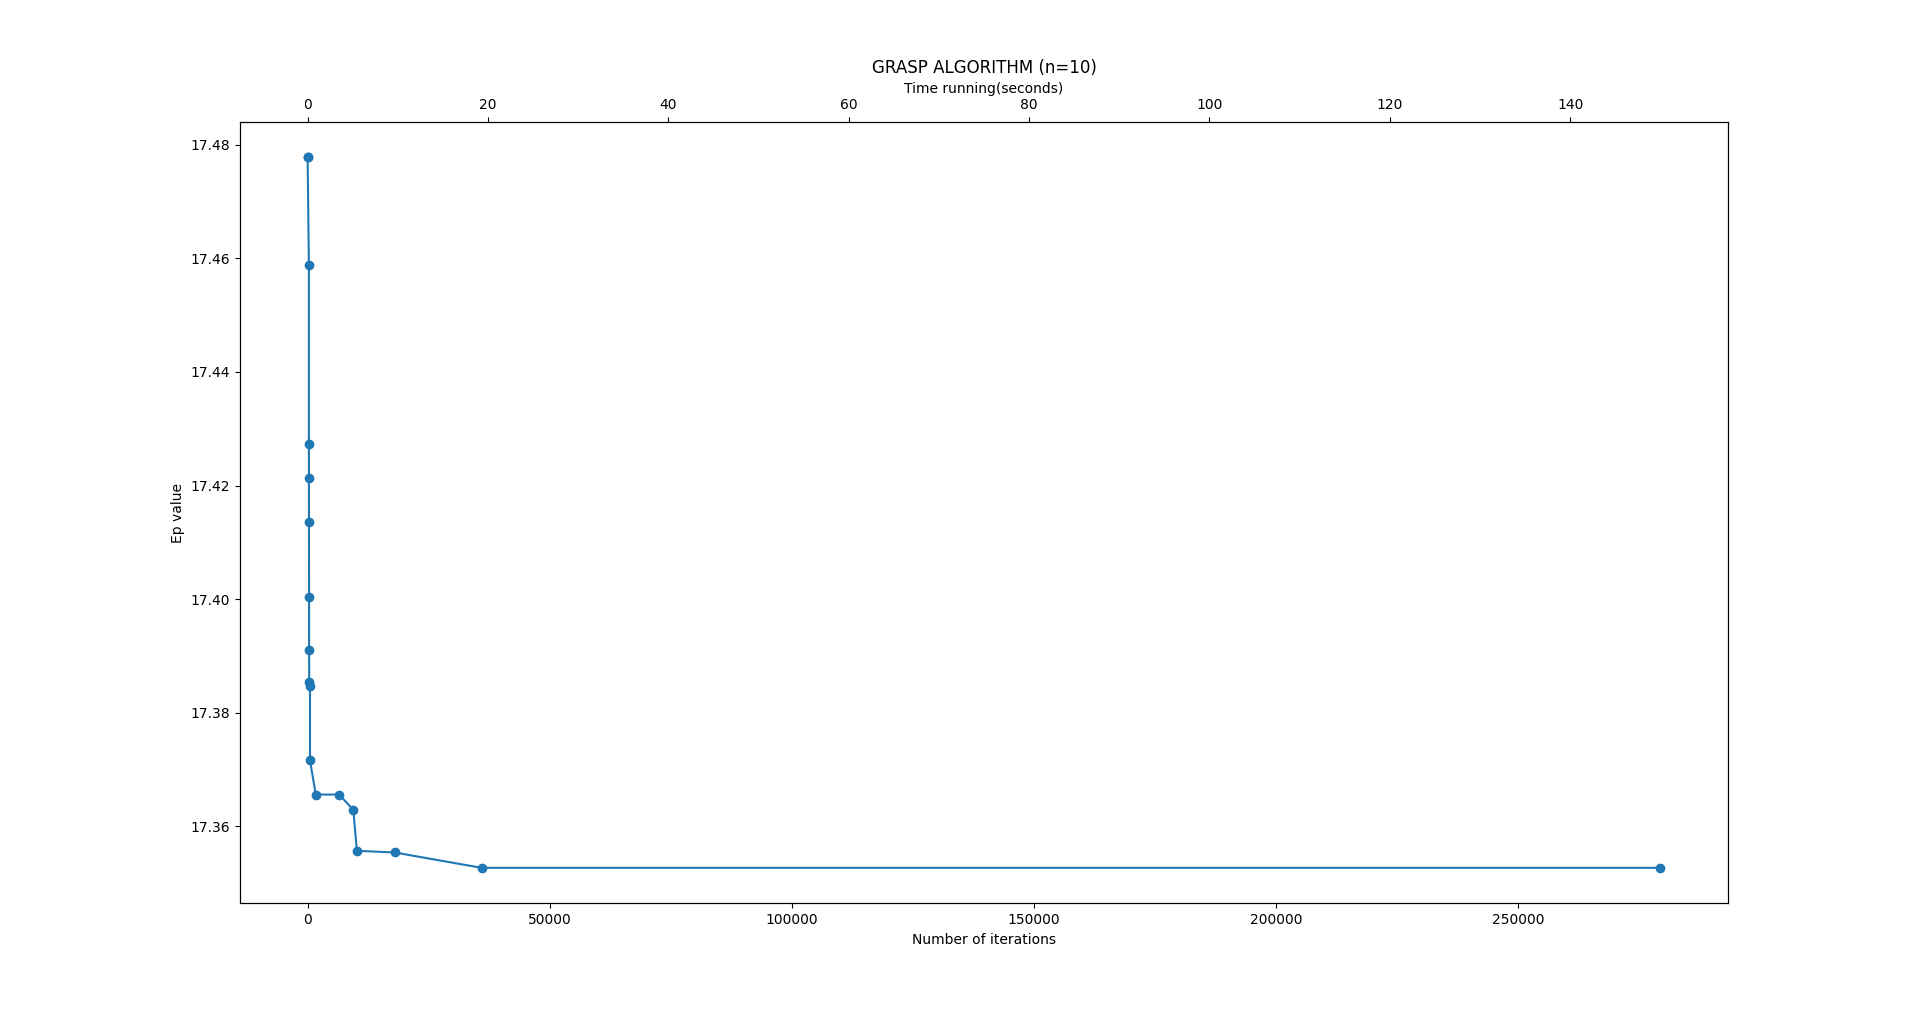 GRASP ALGORITHM (n=10)
Time running(seconds)
0 20 40 60 80 100 120 140
17.48
17.46
17.44
17.42
17.40
17.38
17.36
Ep value
0 50000 100000 150000 200000 250000
Number of iterations